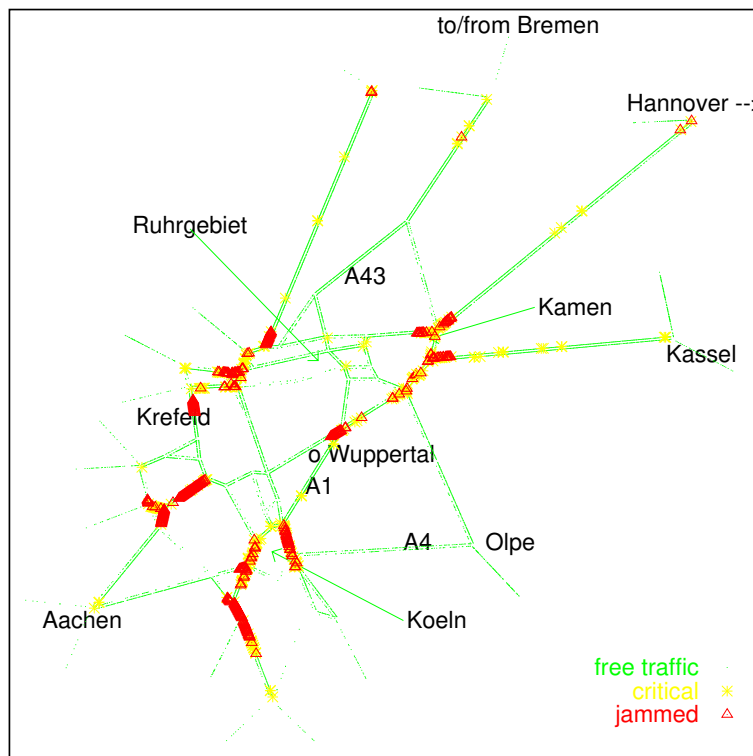 to/from Bremen
Hannover --
Ruhrgebiet
A43
Kamen
Kassel
Krefeld
o Wuppertal
A1
A4
Olpe
Aachen
Koeln
free traffic
critical
jammed